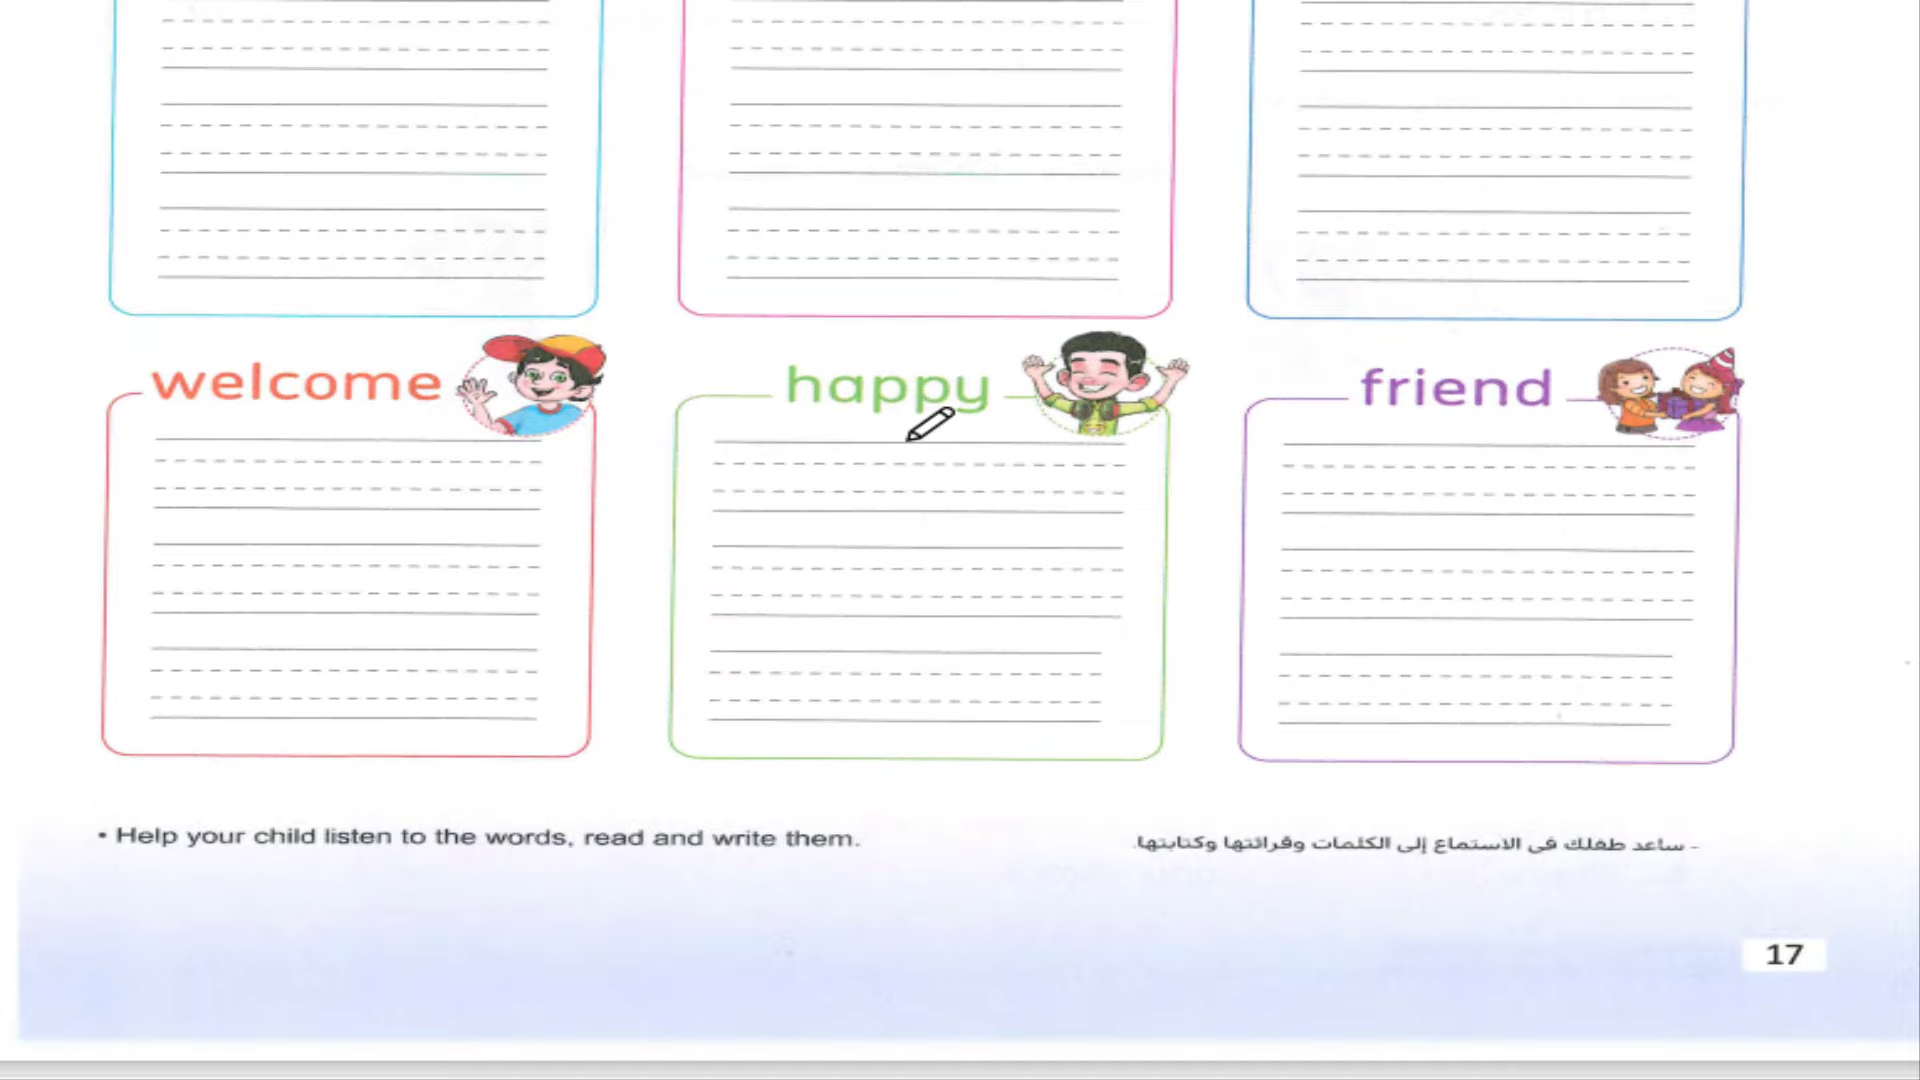 welcome
happy
friend
• Help your child listen to the words, read and write them.
- ساعد طفلك فى الاستماع إلى الكلمات وقرائتها وكتابتها.
17